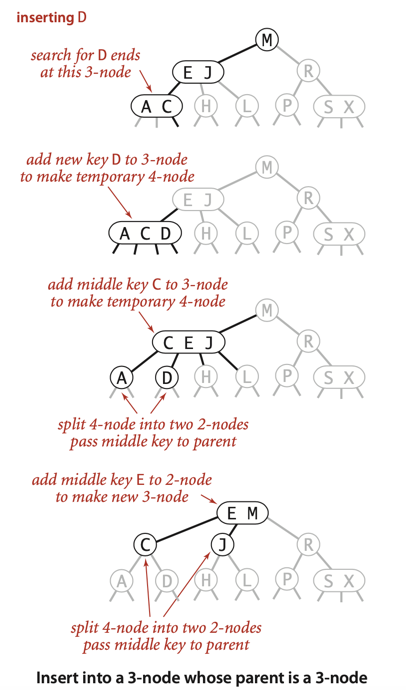 inserting D
M
search for D ends
at this 3-node
E J
R
A C
H
L
P
S X
add new key D to 3-node
to make temporary 4-node
M
E J
R
A C D
H
L
P
S X
add middle key C to 3-node
to make temporary 4-node
M
C E J
R
A
D
H
L
P
S X
split 4-node into two 2-nodes
pass middle key to parent
add middle key E to 2-node
to make new 3-node
E M
C
J
R
A
D
H
L
P
S X
split 4-node into two 2-nodes
pass middle key to parent
Insert into a 3-node whose parent is a 3-node